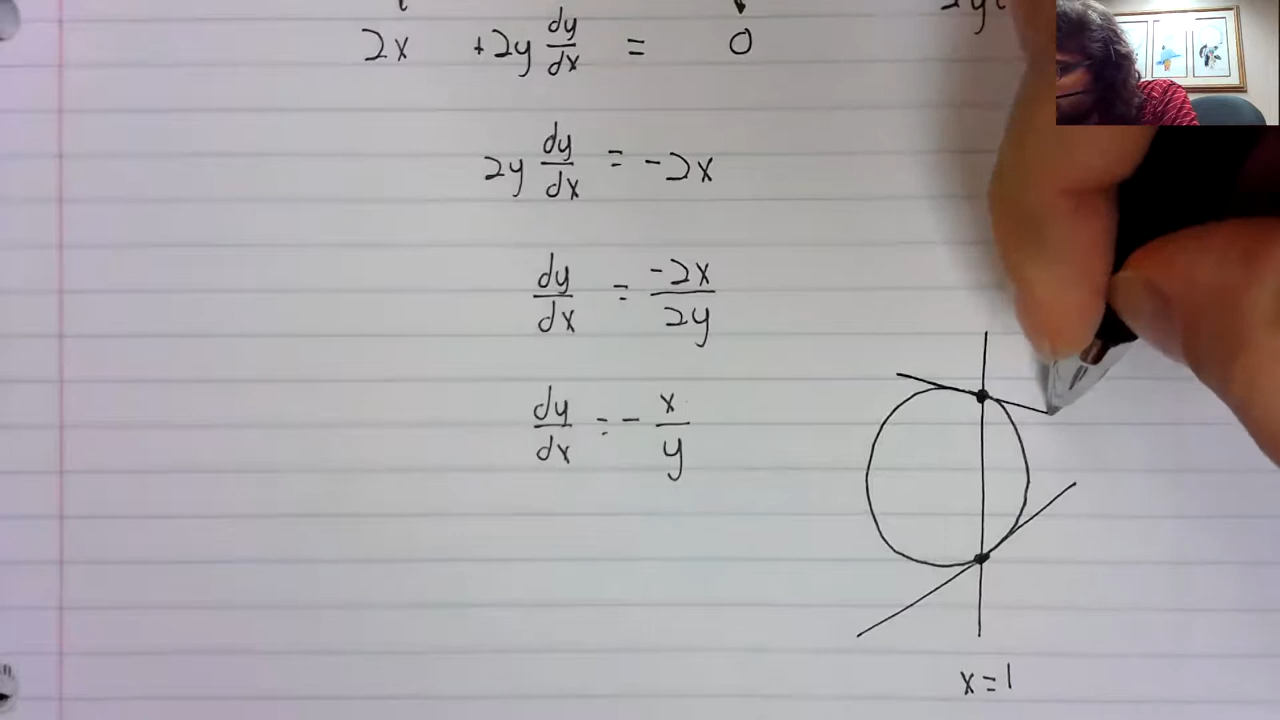 2x + 2y dy/dx = 0
2y dy/dx = -2x
dy/dx = -2x/2y
dy/dx = - x/y
x = 1